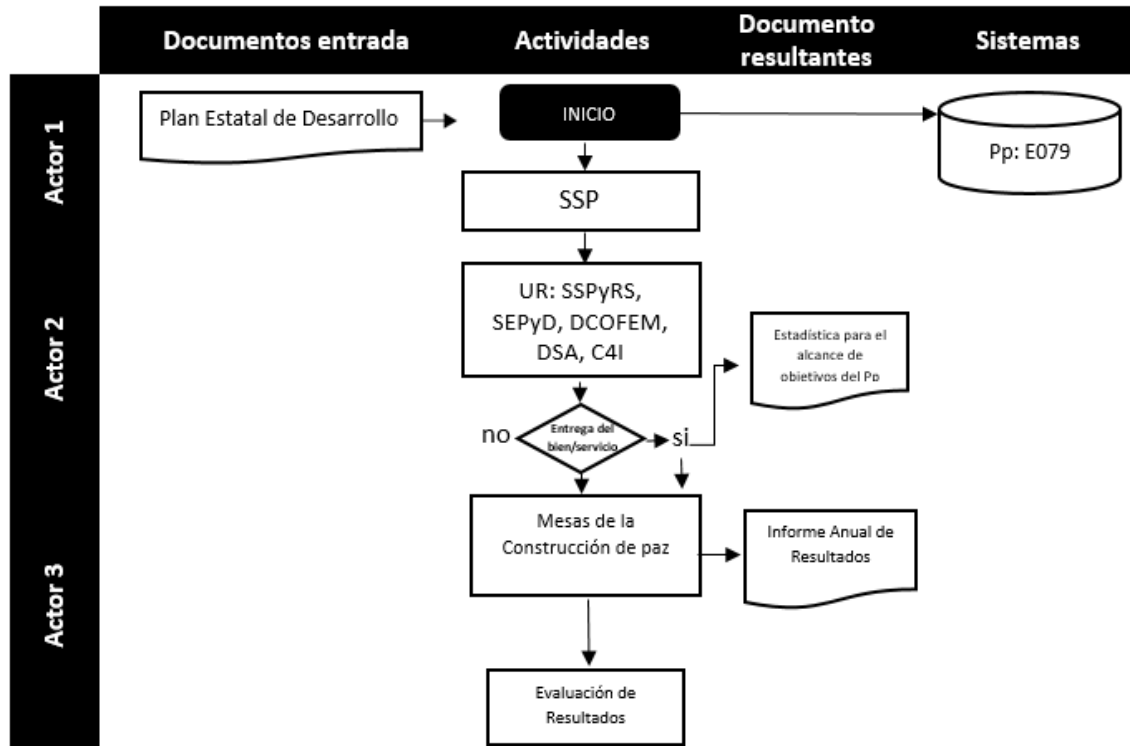 Documentos entrada
Actividades
Documento
resultantes
Sistemas
Actor 1
Plan Estatal de Desarrollo
INICIO
Pp: E079
SSP
Actor 2
UR: SSPyRS,
SEPyD, DCOFEM,
DSA, C4I
Estadística para el
alcance de
objetivos del Pp
no
Entrega del
bien/servicio
si
Actor 3
Mesas de la
Construcción de paz
Informe Anual de
Resultados
Evaluación de
Resultados